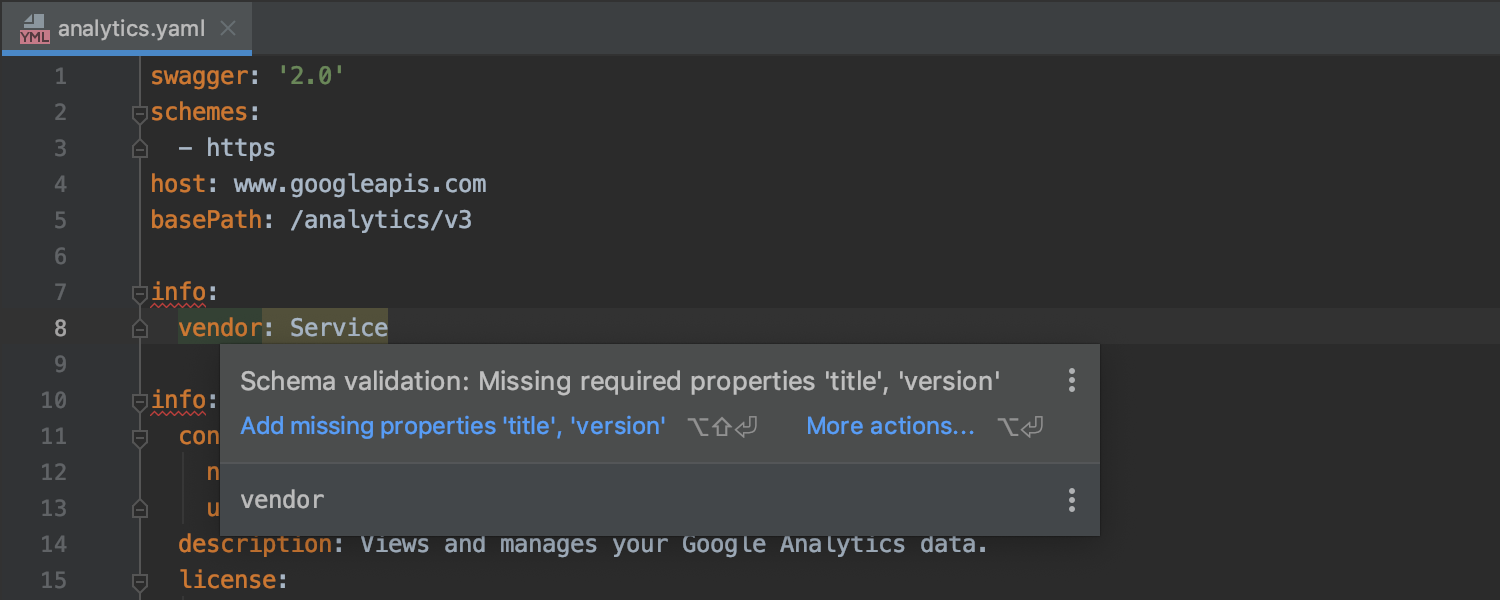 YML analytics.yaml
1 swagger: '2.0'
2 schemes:
3 - https
4 host: www.googleapis.com
5 basePath: /analytics/v3
6
7 info:
8 vendor: Service
9
Schema validation: Missing required properties 'title', 'version'
10 info:
Add missing properties 'title', 'version' ⌥⇧⏎ More actions... ⌥⏎
11 con
12 n
vendor
13 u
14 description: Views and manages your Google Analytics data.
15 license: